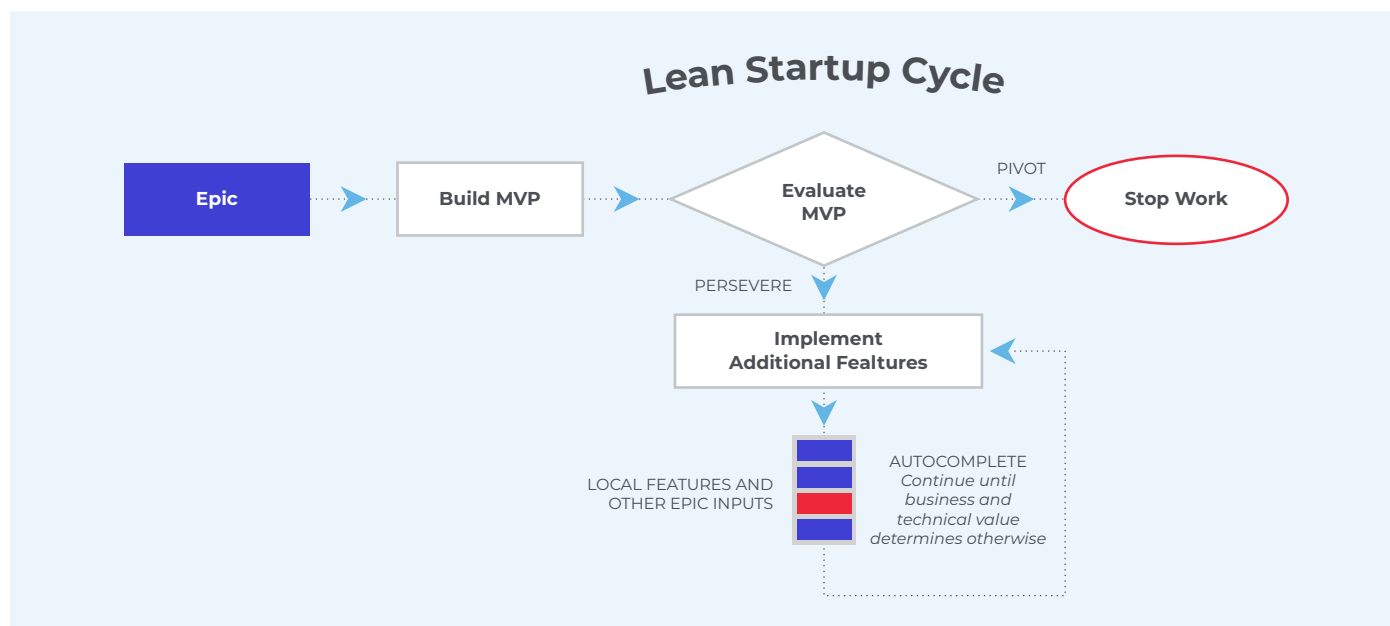 Lean Startup Cycle
Epic
Build MVP
Evaluate
MVP
PIVOT
Stop Work
PERSEVERE
Implement
Additional Fealtures
LOCAL FEATURES AND
OTHER EPIC INPUTS
AUTOCOMPLETE
Continue until
business and
technical value
determines otherwise